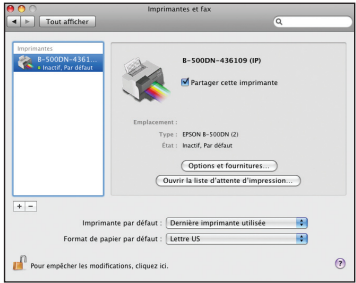 Imprimantes et fax
Tout afficher
Imprimantes
B-500DN-4361...
Inactif, Par défaut
B-500DN-436109 (IP)
Partager cette imprimante
Emplacement :
Type : EPSON B-500DN (2)
État : Inactif, Par défaut
Options et fournitures...
Ouvrir la liste d'attente d'impression...
+ −
Imprimante par défaut : Dernière imprimante utilisée
Format de papier par défaut : Lettre US
Pour empêcher les modifications, cliquez ici.
?